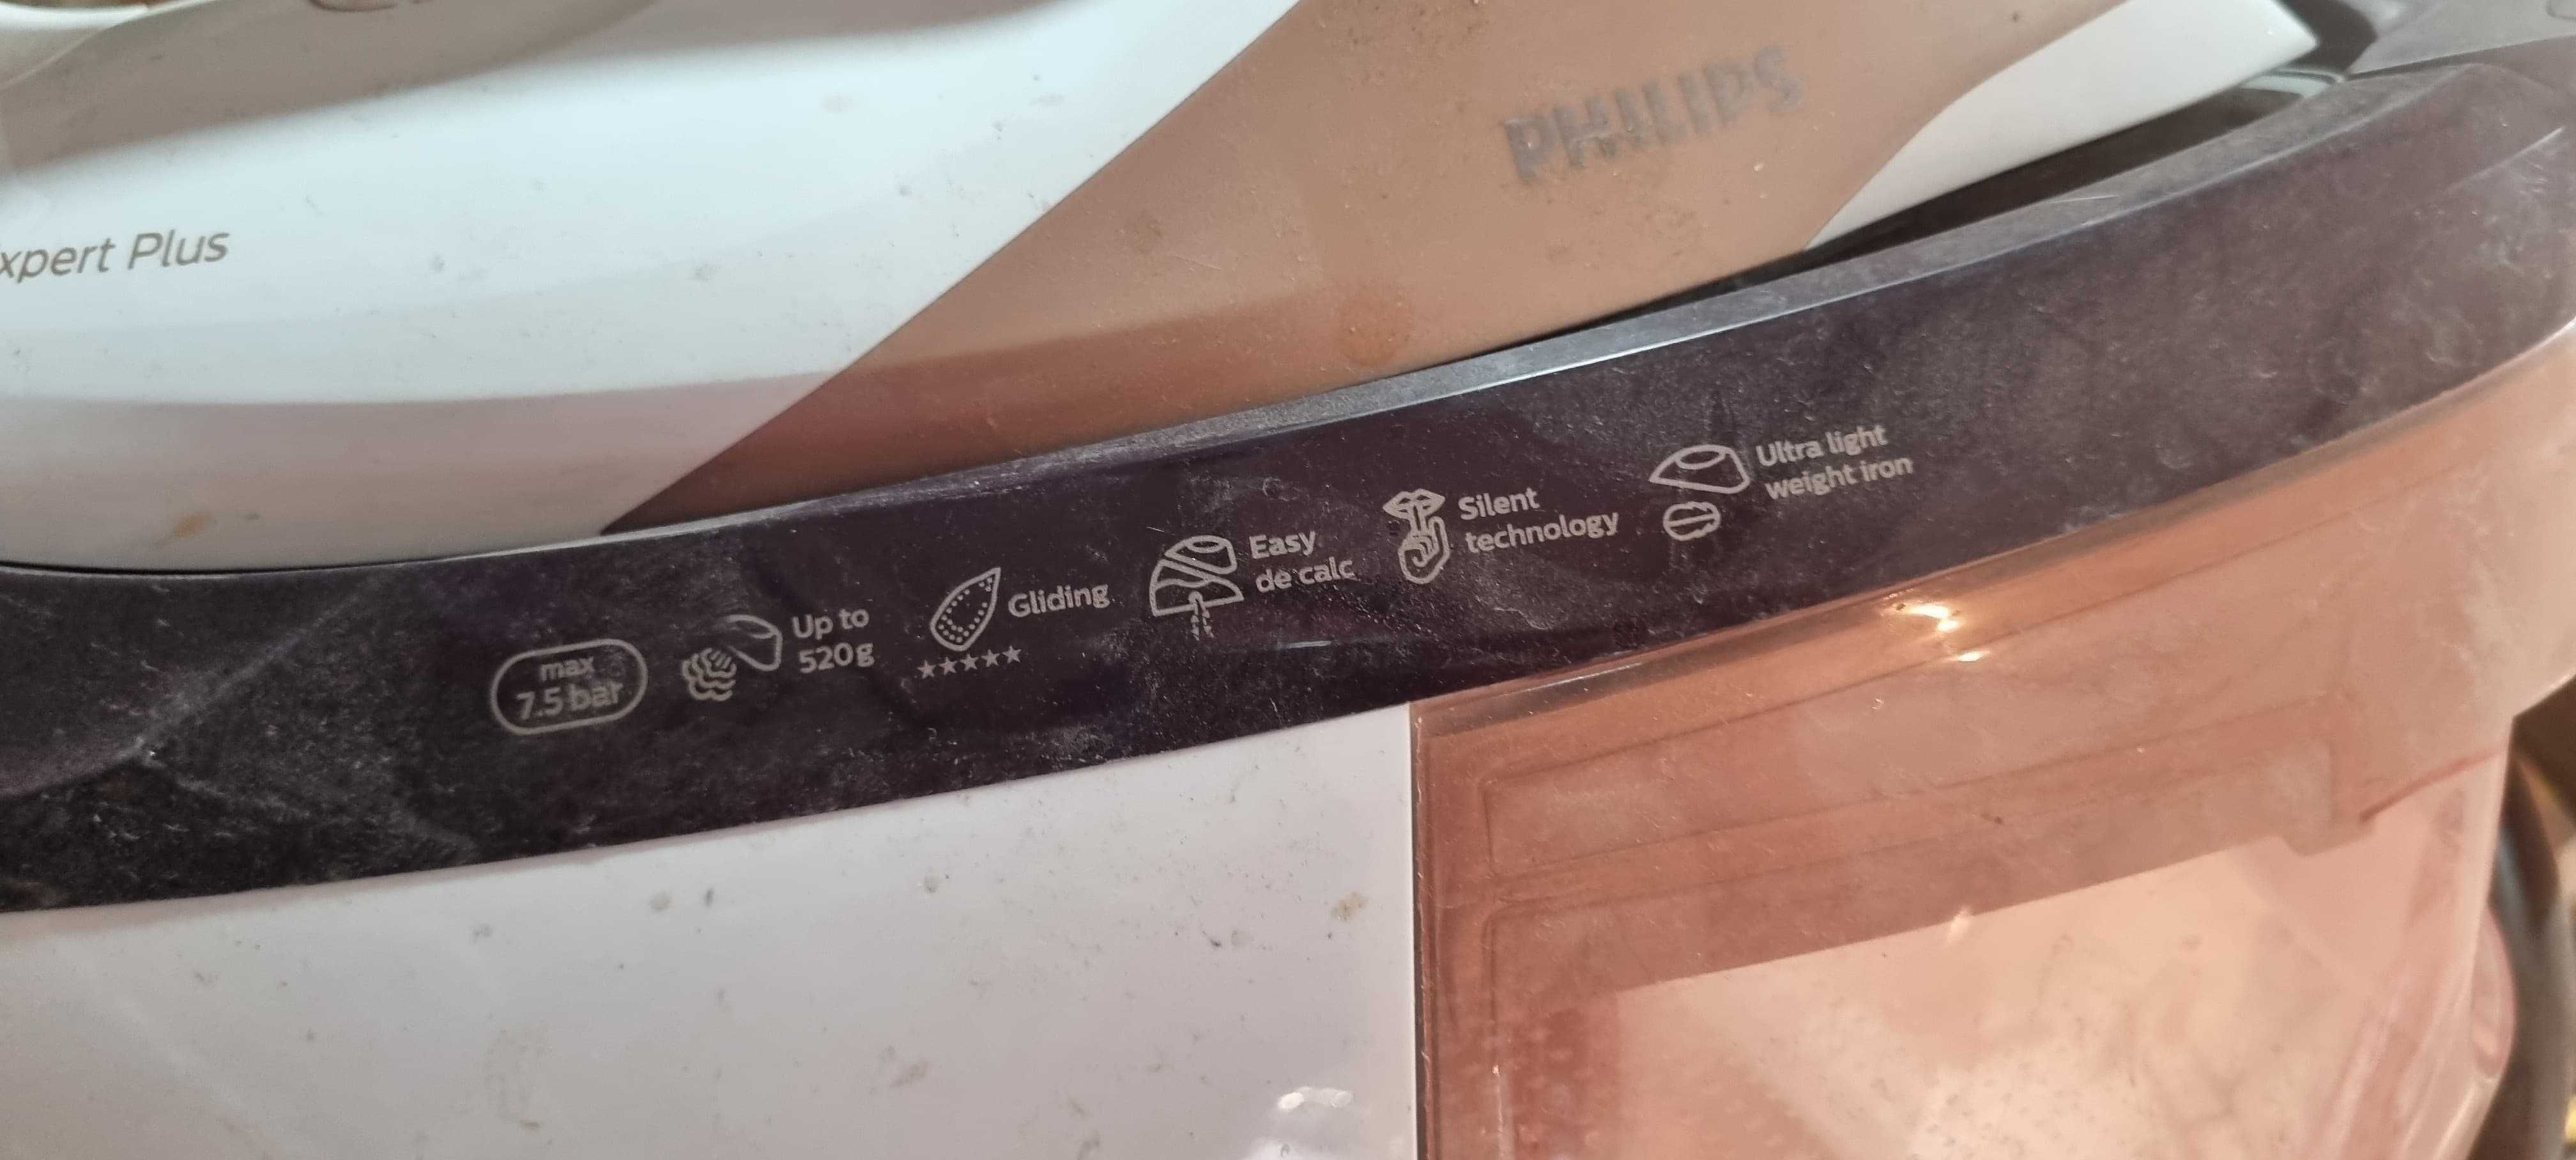 xpert Plus
PHILIPS
max
7.5 bar
Up to
520g
Gliding
Easy
de calc
Silent
technology
Ultra light
weight iron